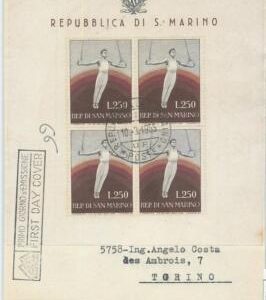 REPUBBLICA DI S. MARINO
L.250 L.250
REP. DI SAN MARINO REP. DI SAN MARINO
L.250 L.250
REP. DI SAN MARINO REP. DI SAN MARINO
POSTE
PRIMO GIORNO D'EMISSIONE
FIRST DAY COVER
5758-Ing.Angelo Costa
des Ambrois, 7
TORINO